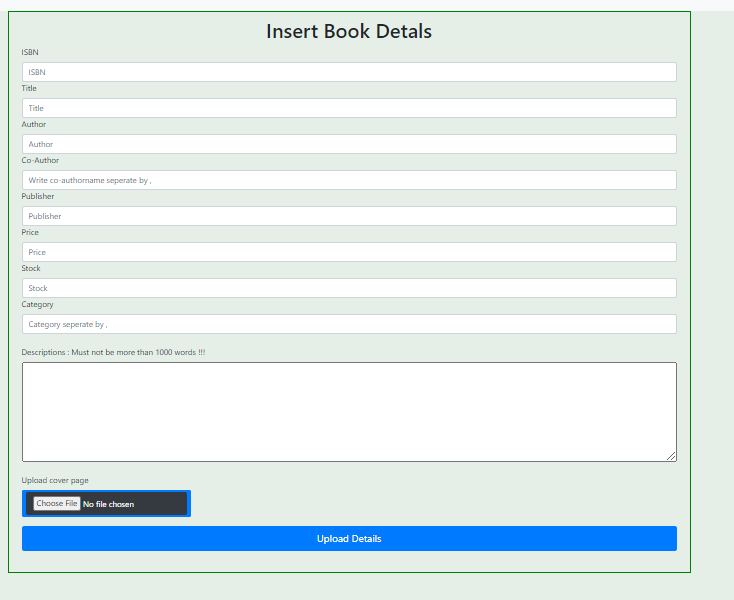 Insert Book Detals
ISBN
ISBN
Title
Title
Author
Author
Co-Author
Write co-authorname seperate by ,
Publisher
Publisher
Price
Price
Stock
Stock
Category
Category seperate by ,
Descriptions : Must not be more than 1000 words !!!
Upload cover page
Choose File No file chosen
Upload Details